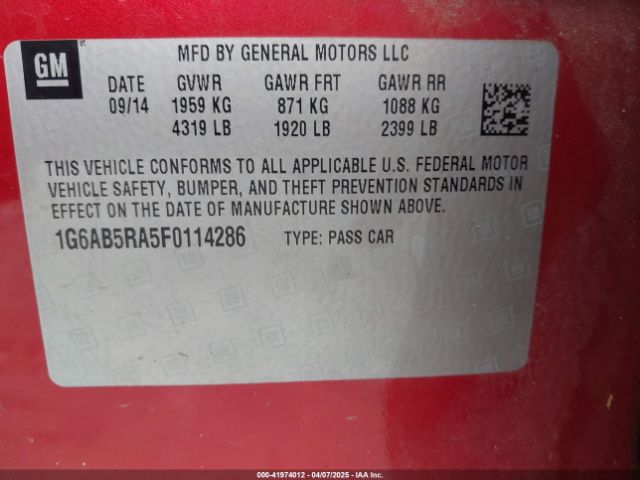 GM
MFD BY GENERAL MOTORS LLC
DATE GVWR GAWR FRT GAWR RR
09/14 1959 KG 871 KG 1088 KG
4319 LB 1920 LB 2399 LB
THIS VEHICLE CONFORMS TO ALL APPLICABLE U.S. FEDERAL MOTOR
VEHICLE SAFETY, BUMPER, AND THEFT PREVENTION STANDARDS IN
EFFECT ON THE DATE OF MANUFACTURE SHOWN ABOVE.
1G6AB5RA5F0114286 TYPE: PASS CAR
000-41974012 - 04/07/2025 - IAA Inc.